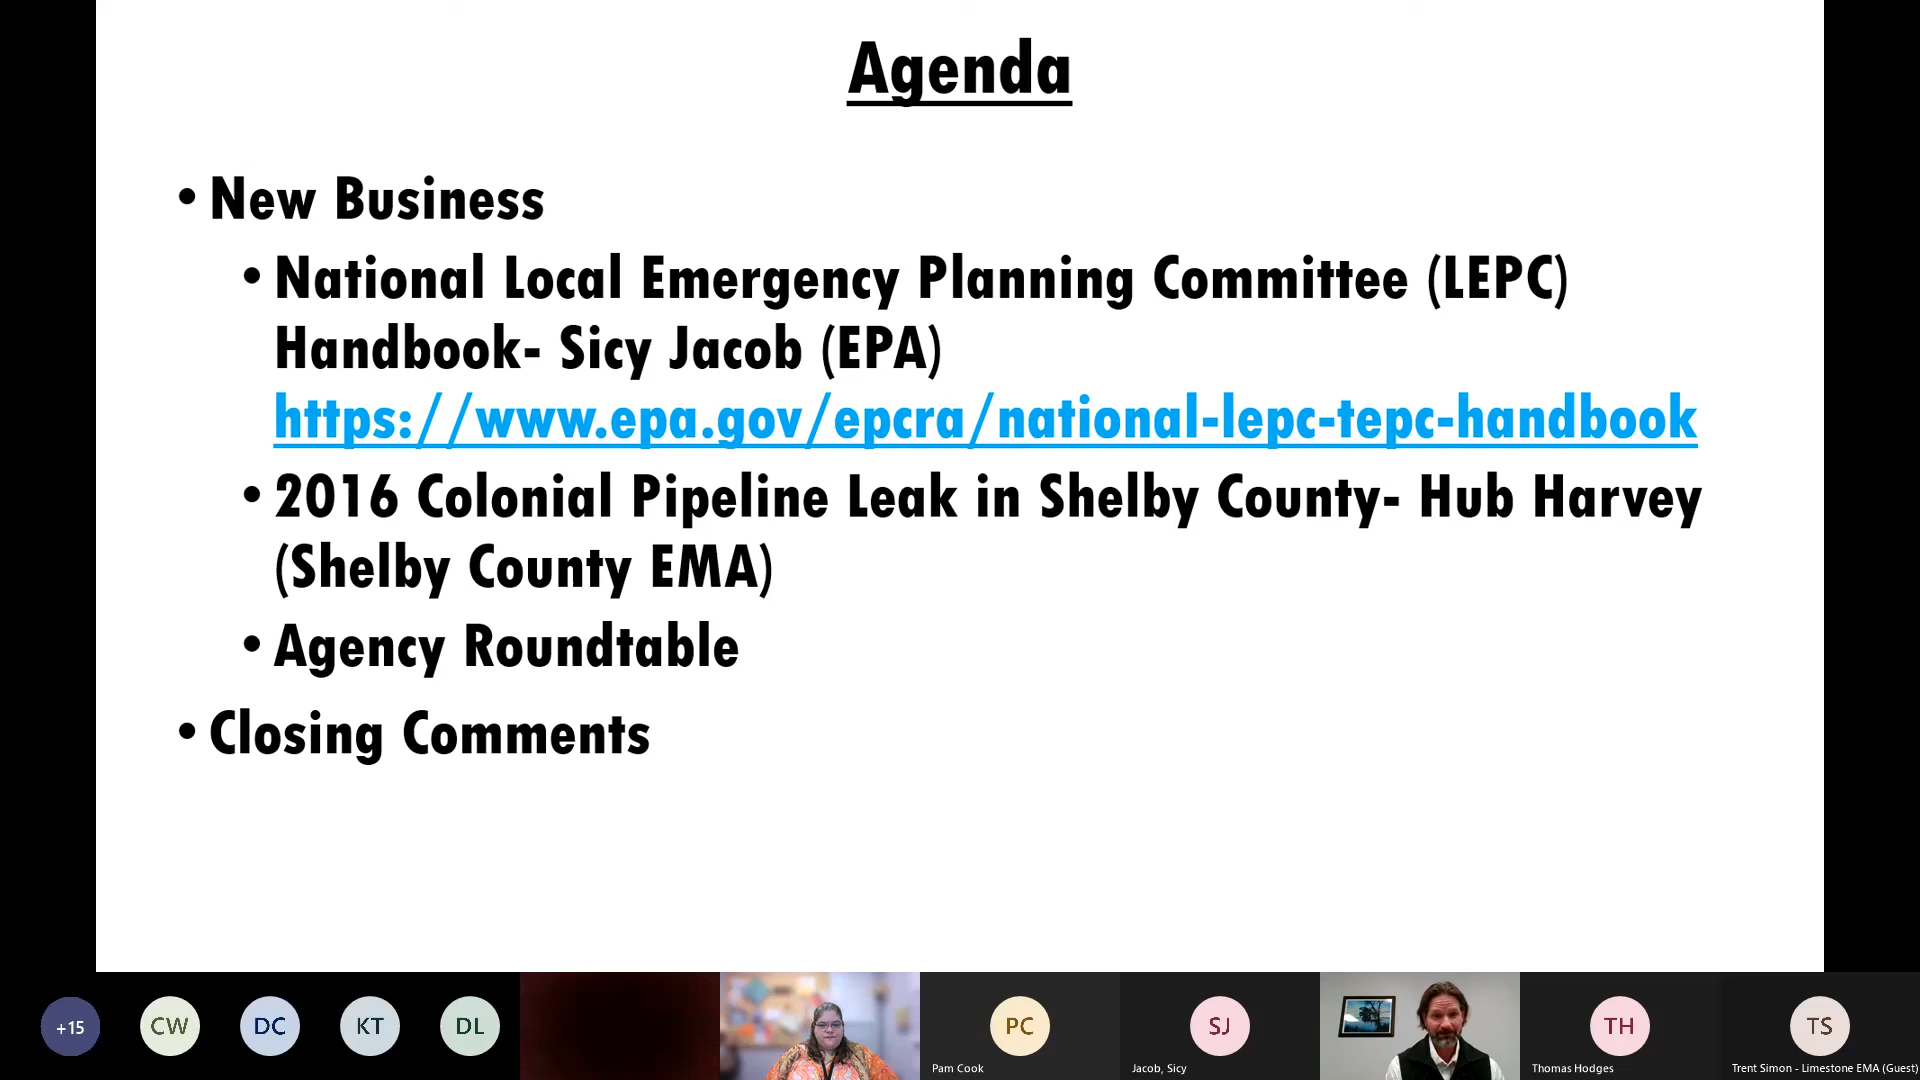 Agenda
• New Business
• National Local Emergency Planning Committee (LEPC)
Handbook- Sicy Jacob (EPA)
https://www.epa.gov/epcra/national-lepc-tepc-handbook
• 2016 Colonial Pipeline Leak in Shelby County- Hub Harvey
(Shelby County EMA)
• Agency Roundtable
• Closing Comments
+15 CW DC KT DL PC SJ TH TS
Pam Cook Jacob, Sicy Thomas Hodges Trent Simon - Limestone EMA (Guest)